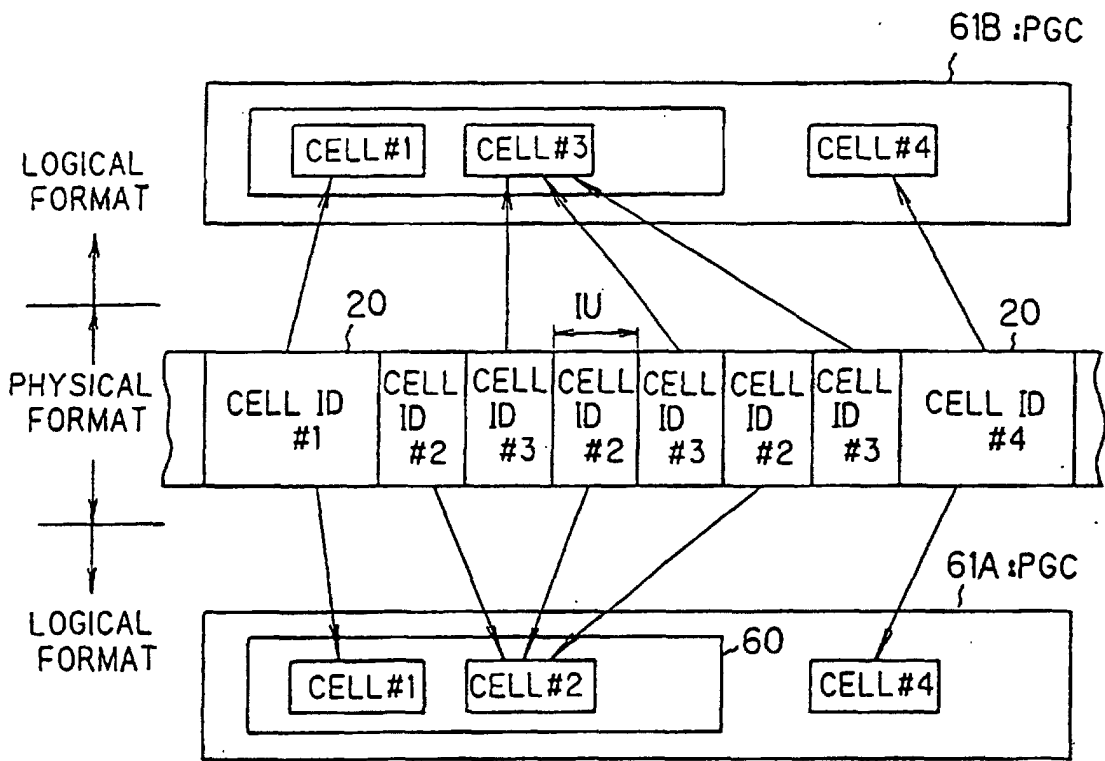 61B :PGC
CELL#1
CELL#3
CELL#4
LOGICAL
FORMAT
20
IU
20
PHYSICAL
FORMAT
CELL ID
#1
CELL
ID
#2
CELL
ID
#3
CELL
ID
#2
CELL
ID
#3
CELL
ID
#2
CELL
ID
#3
CELL ID
#4
61A :PGC
LOGICAL
FORMAT
60
CELL#1
CELL#2
CELL#4